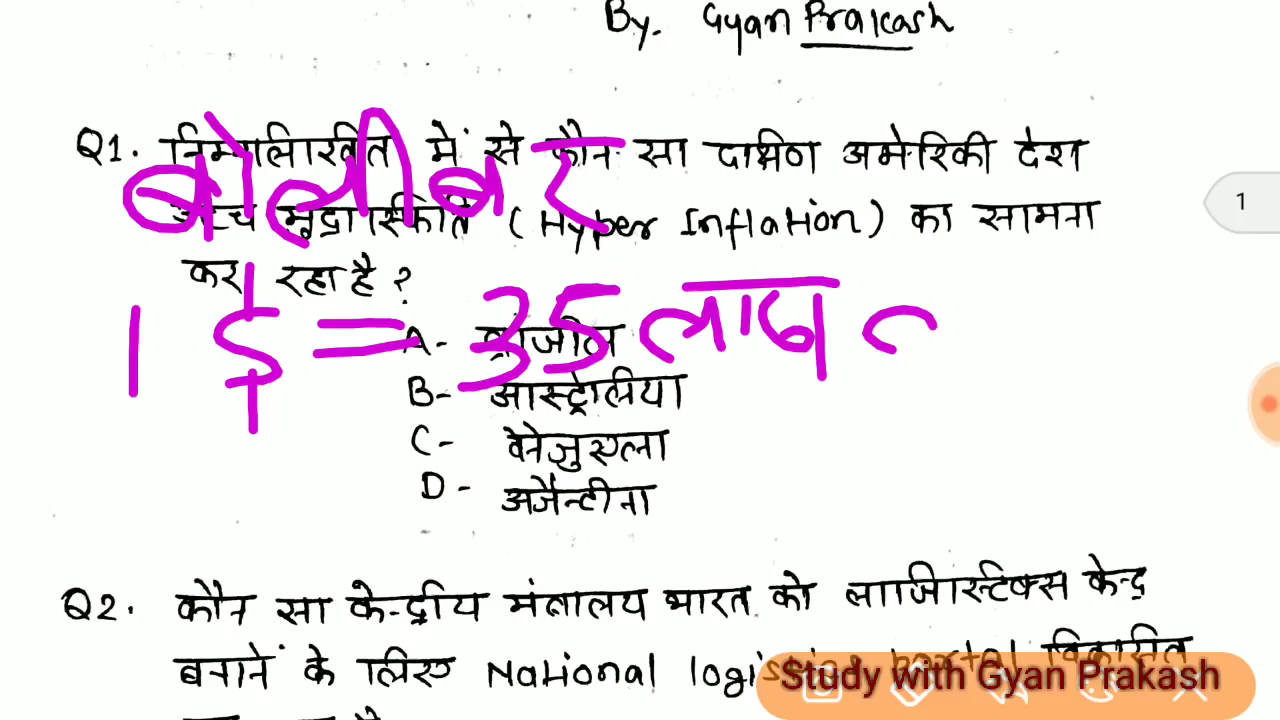 By. Gyan Prakash
Q1. निम्नलिखित में से कौन सा दक्षिण अमेरिकी देश
उच्च मुद्रास्फिति (Hyper Inflation) का सामना
कर रहा है?
बोलीबर
1 $ = 35 लाख
A- ब्राजील
B- आस्ट्रेलिया
C- वेनेजुएला
D- अर्जेन्टीना
Q2. कौन सा केन्द्रीय मंत्रालय भारत को लाजिस्टिक्स केन्द्र
बनाने के लिए National logistics portal विकसित
Study with Gyan Prakash
1